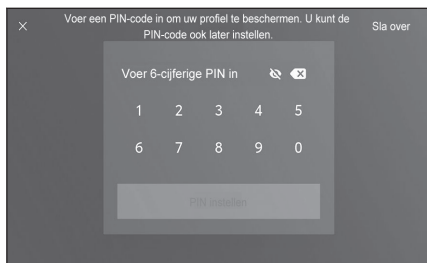 Voer een PIN-code in om uw profiel te beschermen. U kunt de
PIN-code ook later instellen.
Sla over
Voer 6-cijferige PIN in
1 2 3 4 5
6 7 8 9 0
PIN instellen